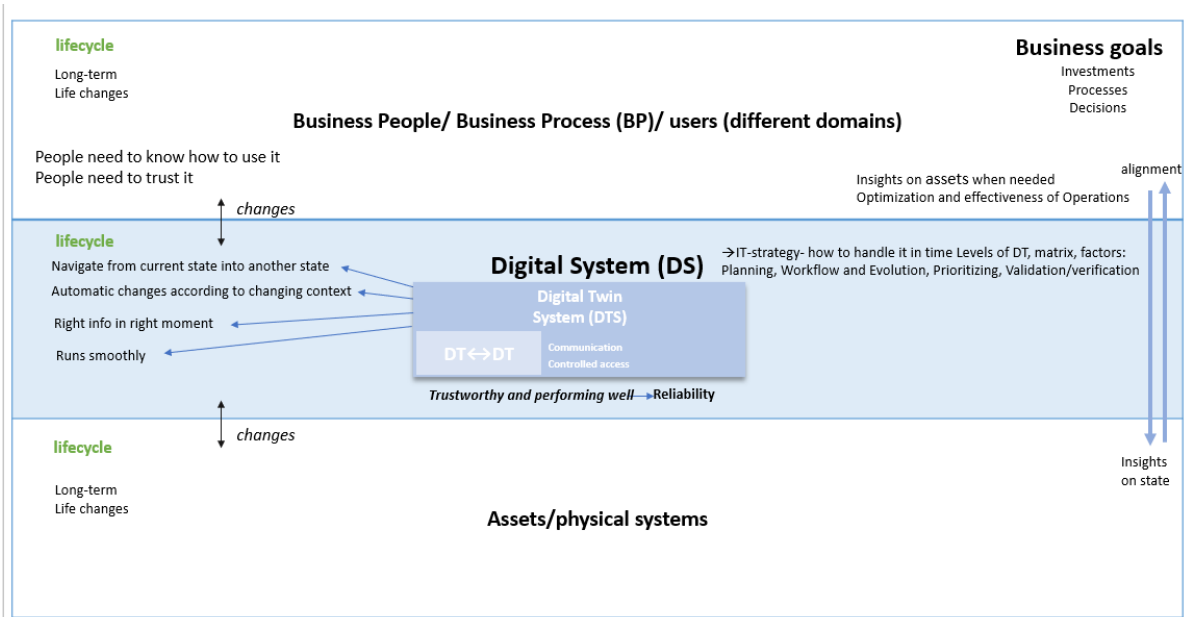 lifecycle
Long-term
Life changes
Business goals
Investments
Processes
Decisions
Business People/ Business Process (BP)/ users (different domains)
People need to know how to use it
People need to trust it
changes
Insights on assets when needed
Optimization and effectiveness of Operations
alignment
lifecycle
Navigate from current state into another state
Automatic changes according to changing context
Right info in right moment
Runs smoothly
Digital System (DS)
→IT-strategy- how to handle it in time Levels of DT, matrix, factors:
Planning, Workflow and Evolution, Prioritizing, Validation/verification
Digital Twin
System (DTS)
DT↔DT
Communication
Controlled access
Trustworthy and performing well→Reliability
changes
lifecycle
Long-term
Life changes
Insights
on state
Assets/physical systems